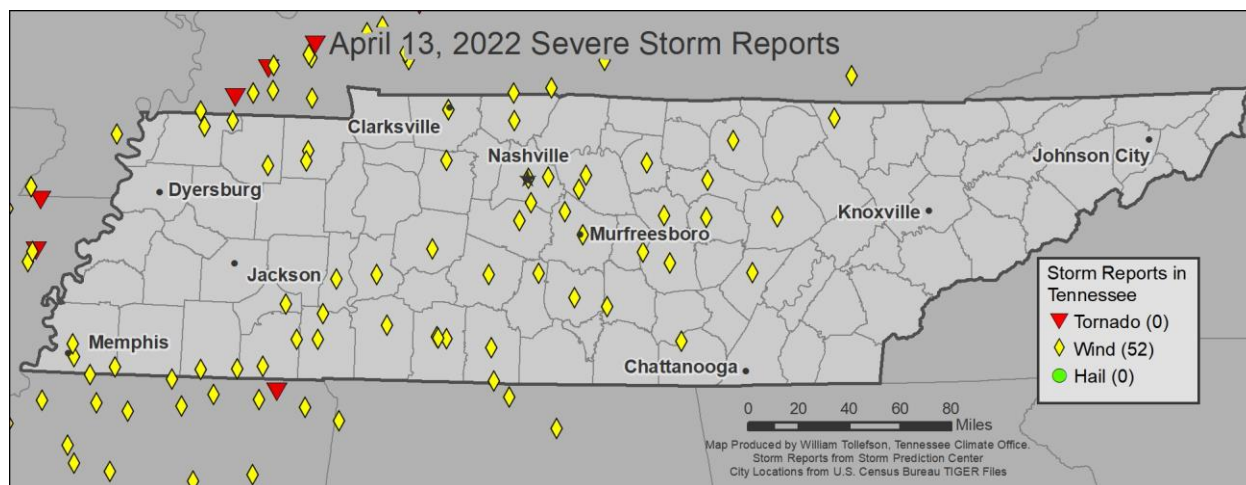 April 13, 2022 Severe Storm Reports
Clarksville
Nashville
Johnson City
Dyersburg
Knoxville
Murfreesboro
Jackson
Memphis
Chattanooga
Storm Reports in
Tennessee
Tornado (0)
Wind (52)
Hail (0)
0 20 40 60 80
Miles
Map Produced by William Tollefson, Tennessee Climate Office.
Storm Reports from Storm Prediction Center
City Locations from U.S. Census Bureau TIGER Files